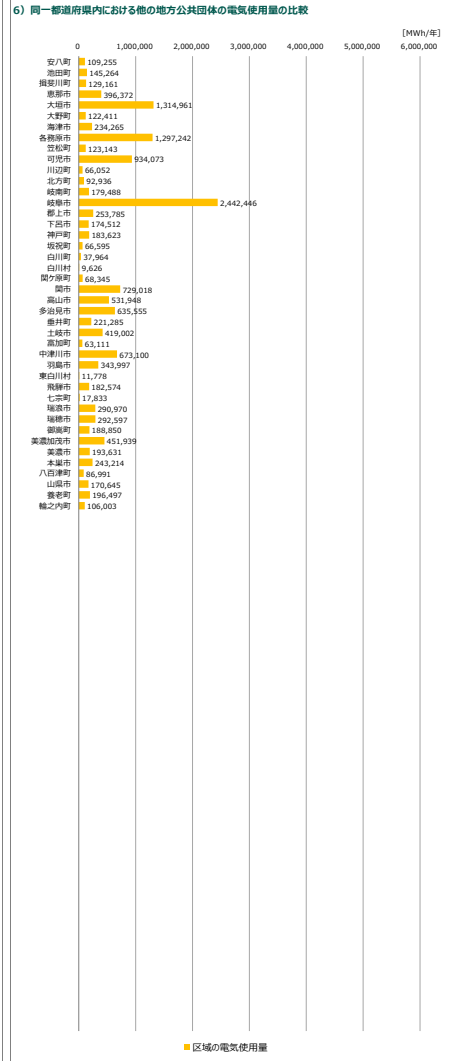 6）同一都道府県内における他の地方公共団体の電気使用量の比較
［MWh/年］
0 1,000,000 2,000,000 3,000,000 4,000,000 5,000,000 6,000,000
安八町 109,255
池田町 145,264
揖斐川町 129,161
恵那市 396,372
大垣市 1,314,961
大野町 122,411
海津市 234,265
各務原市 1,297,242
笠松町 123,143
可児市 934,073
川辺町 66,052
北方町 92,936
岐南町 179,488
岐阜市 2,442,446
郡上市 253,785
下呂市 174,512
神戸町 183,623
坂祝町 66,595
白川町 37,964
白川村 9,626
関ケ原町 68,345
関市 729,018
高山市 531,948
多治見市 635,555
垂井町 221,285
土岐市 419,002
富加町 63,111
中津川市 673,100
羽島市 343,997
東白川村 11,778
飛騨市 182,574
七宗町 17,833
瑞浪市 290,970
瑞穂市 292,597
御嵩町 188,850
美濃加茂市 451,939
美濃市 193,631
本巣市 243,214
八百津町 86,991
山県市 170,645
養老町 196,497
輪之内町 106,003
区域の電気使用量